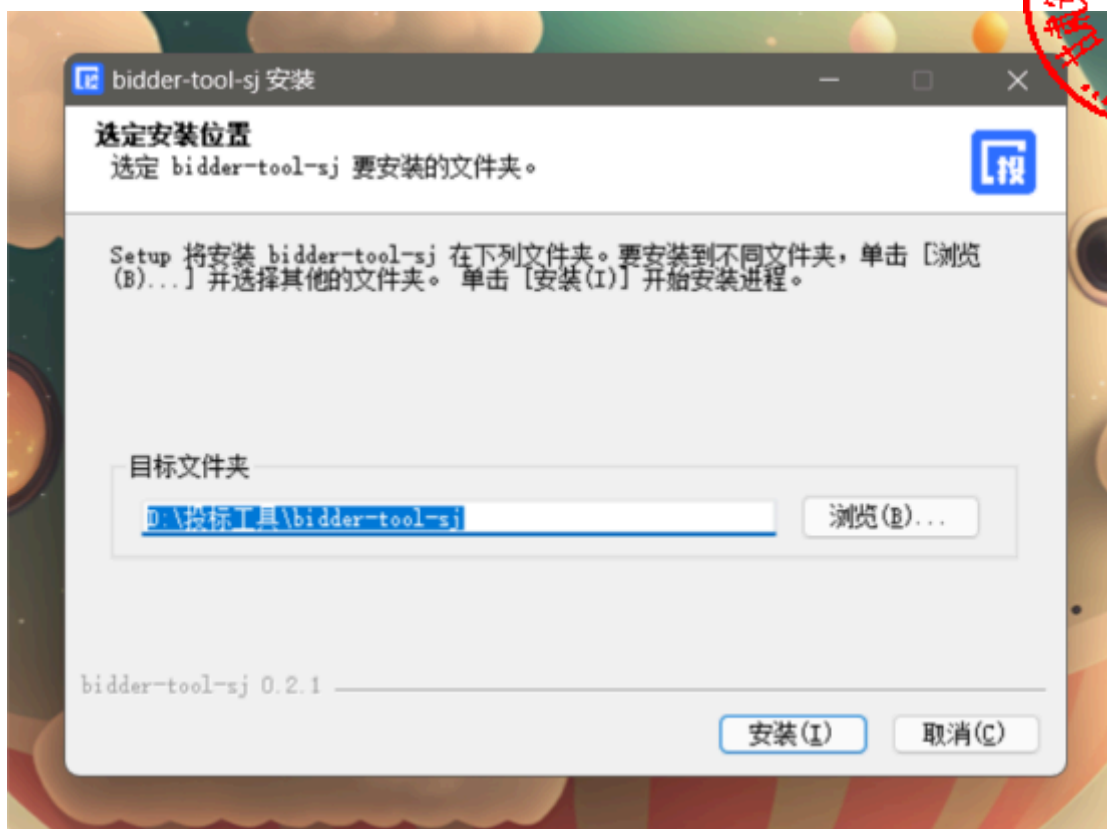 bidder-tool-sj 安装
选定安装位置
选定 bidder-tool-sj 要安装的文件夹。
投
Setup 将安装 bidder-tool-sj 在下列文件夹。要安装到不同文件夹，单击 [浏览
(B)...] 并选择其他的文件夹。 单击 [安装(I)] 开始安装进程。
目标文件夹
D:\投标工具\bidder-tool-sj
浏览(B)...
bidder-tool-sj 0.2.1
安装(I)
取消(C)